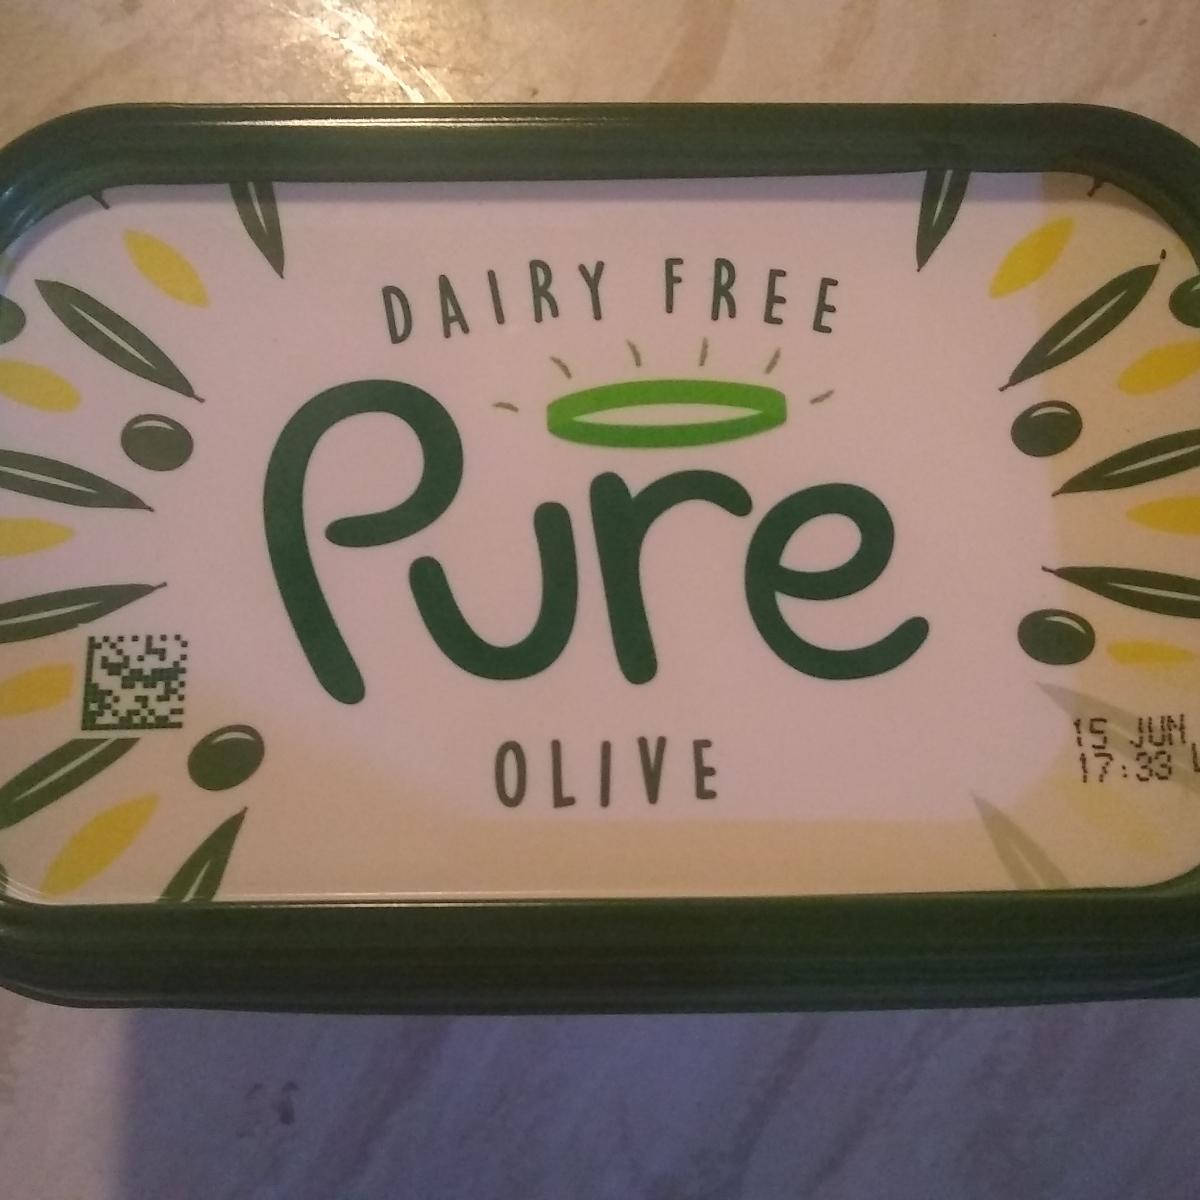 DAIRY FREE
Pure
OLIVE
15 JUN
17:33 L